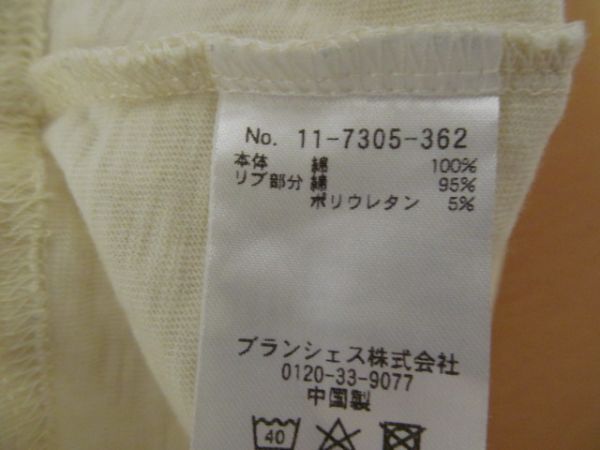 No. 11-7305-362
本体 綿 100%
リブ部分 綿 95%
ポリウレタン 5%
ブランシェス株式会社
0120-33-9077
中国製
40